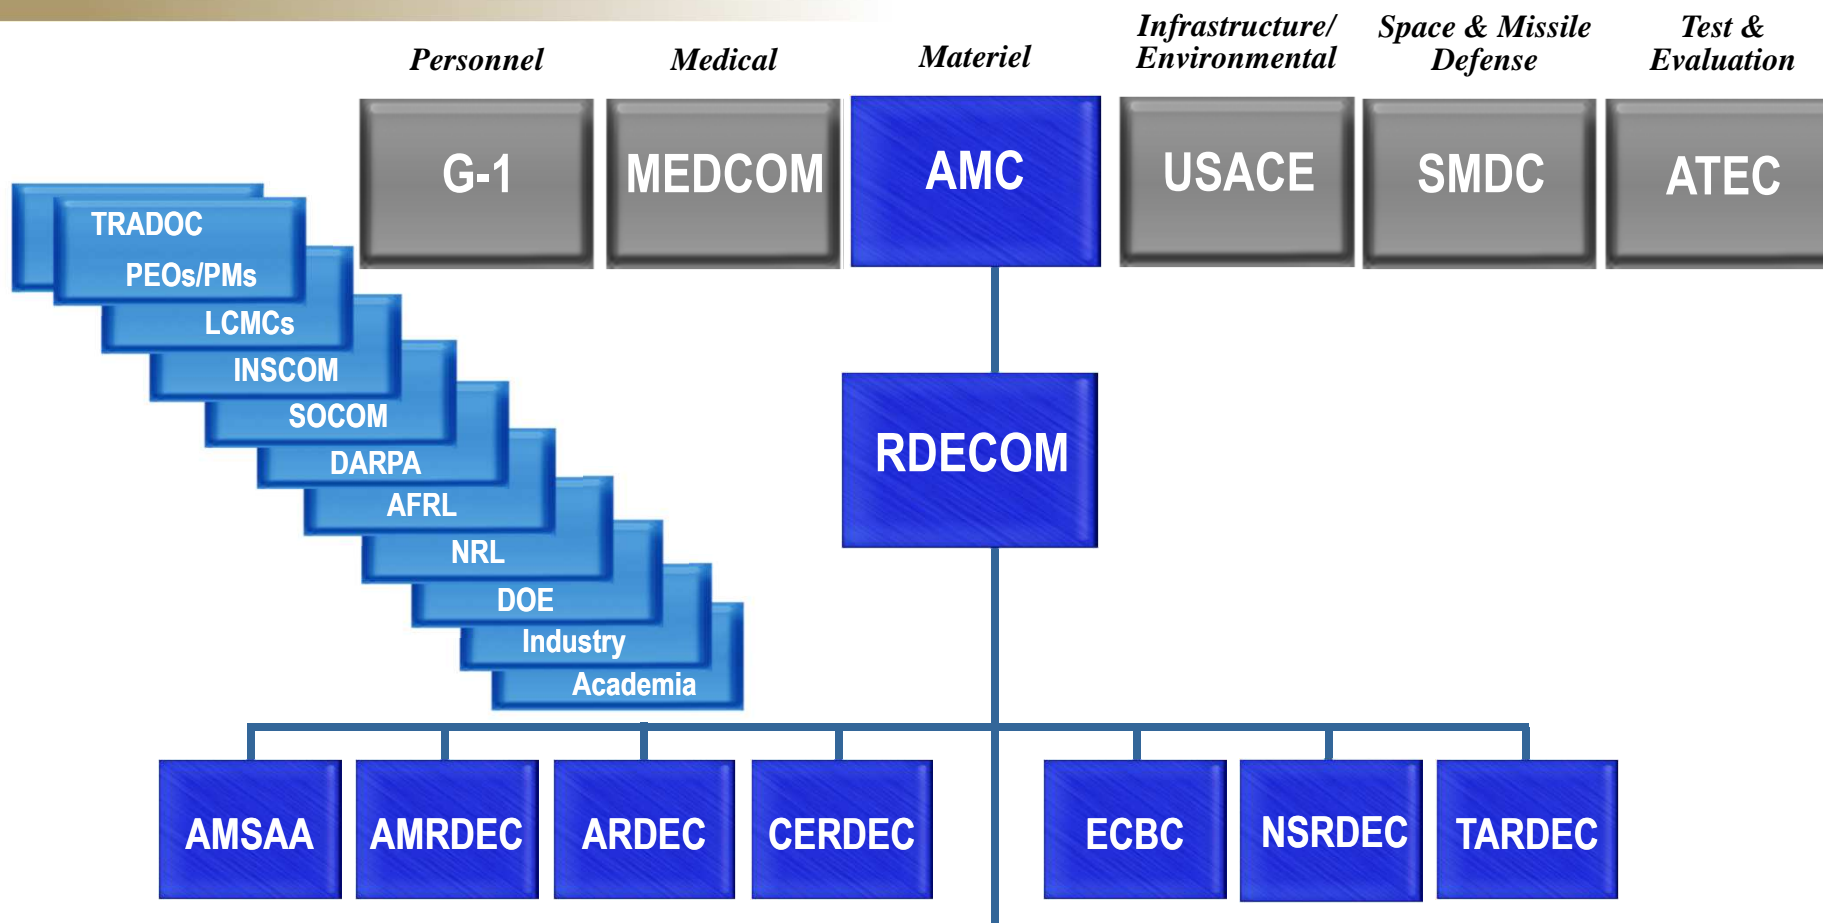 Personnel
Medical
Materiel
Infrastructure/
Environmental
Space & Missile
Defense
Test &
Evaluation
G-1
MEDCOM
AMC
USACE
SMDC
ATEC
TRADOC
PEOs/PMs
LCMCs
INSCOM
SOCOM
DARPA
AFRL
NRL
DOE
Industry
Academia
RDECOM
AMSAA
AMRDEC
ARDEC
CERDEC
ECBC
NSRDEC
TARDEC